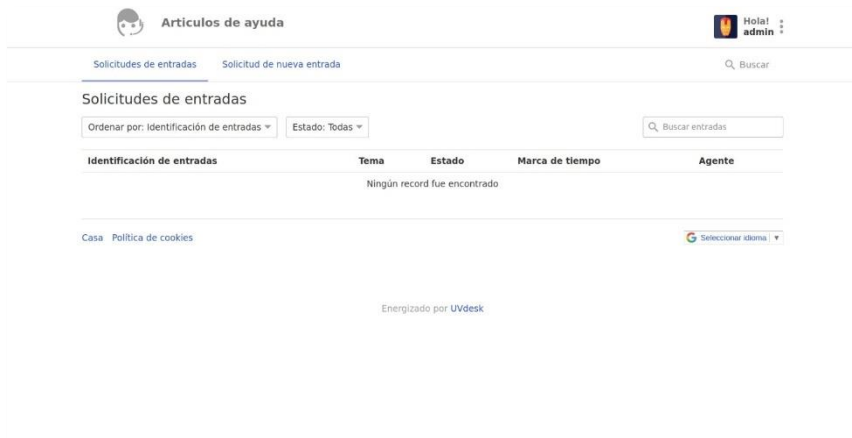 Articulos de ayuda
Hola!
admin
Solicitudes de entradas
Solicitud de nueva entrada
Buscar
Solicitudes de entradas
Ordenar por: Identificación de entradas
Estado: Todas
Buscar entradas
Identificación de entradas Tema Estado Marca de tiempo Agente
Ningún record fue encontrado
Casa Política de cookies
Seleccionar idioma
Energizado por UVdesk